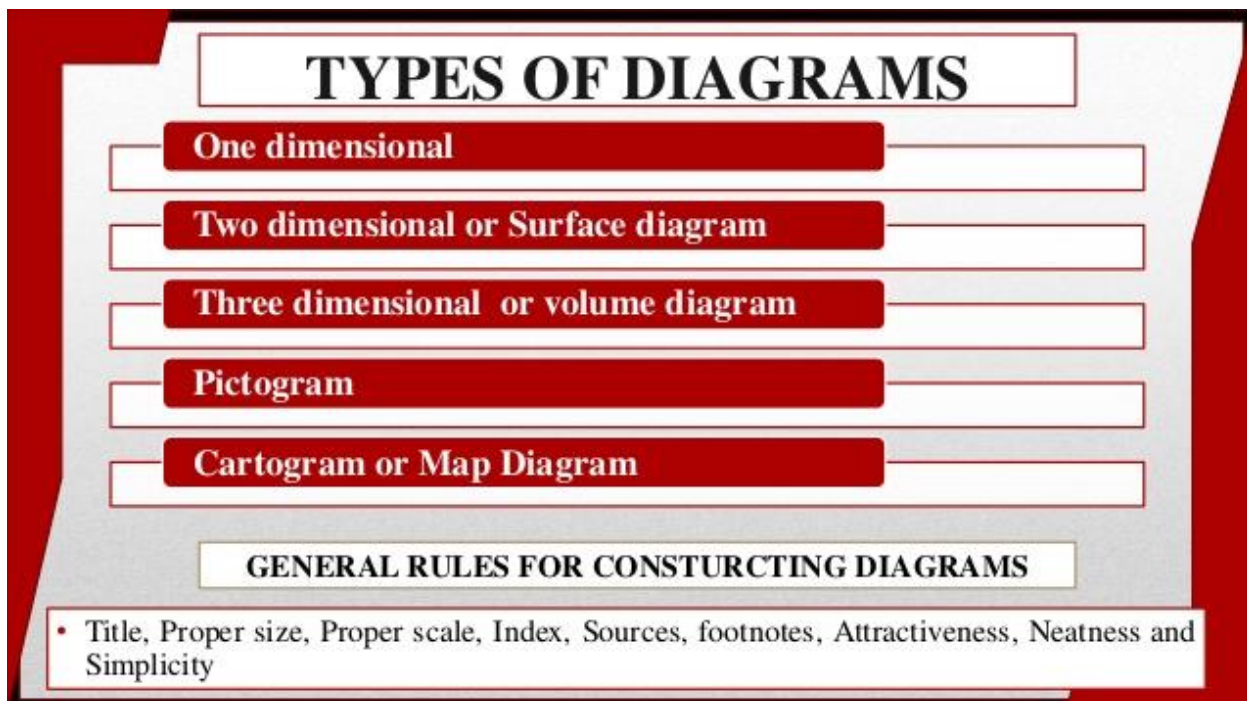 TYPES OF DIAGRAMS
One dimensional
Two dimensional or Surface diagram
Three dimensional or volume diagram
Pictogram
Cartogram or Map Diagram
GENERAL RULES FOR CONSTURCTING DIAGRAMS
• Title, Proper size, Proper scale, Index, Sources, footnotes, Attractiveness, Neatness and
Simplicity